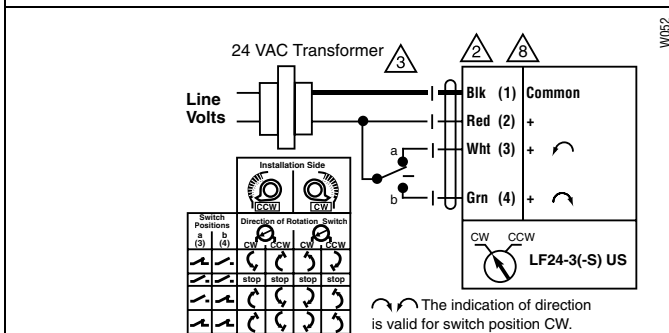 W052
24 VAC Transformer
3
2
8
Line
Volts
Blk (1) Common
Red (2) +
a
Wht (3) +
b
Grn (4) +
Installation Side
CCW CW
Switch
Positions
a b
(3) (4)
Direction of Rotation Switch
CW CCW CW CCW
stop stop stop stop
CW CCW
LF24-3(-S) US
The indication of direction
is valid for switch position CW.